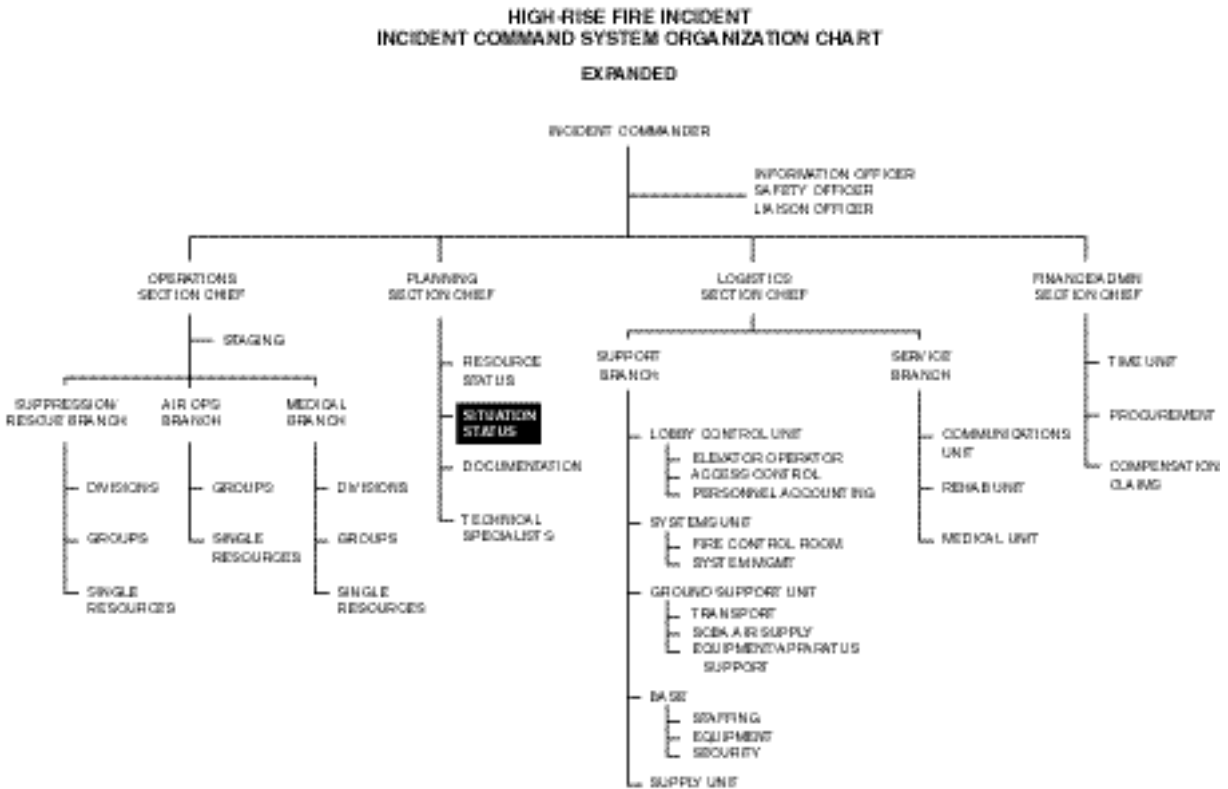 HIGH-RISE FIRE INCIDENT
INCIDENT COMMAND SYSTEM ORGANIZATION CHART
EXPANDED
INCIDENT COMMANDER
INFORMATION OFFICER
SAFETY OFFICER
LIAISON OFFICER
OPERATIONS
SECTION CHIEF
PLANNING
SECTION CHIEF
LOGISTICS
SECTION CHIEF
FINANCE/ADMIN
SECTION CHIEF
STAGING
SUPPRESSION/
RESCUE BRANCH
AIR OPS
BRANCH
MEDICAL
BRANCH
DIVISIONS
GROUPS
SINGLE
RESOURCES
GROUPS
SINGLE
RESOURCES
DIVISIONS
GROUPS
SINGLE
RESOURCES
RESOURCE
STATUS
SITUATION
STATUS
DOCUMENTATION
TECHNICAL
SPECIALISTS
SUPPORT
BRANCH
LOBBY CONTROL UNIT
ELEVATOR OPERATOR
ACCESS CONTROL
PERSONNEL ACCOUNTING
SYSTEMS UNIT
FIRE CONTROL ROOM
SYSTEM MGMT
GROUND SUPPORT UNIT
TRANSPORT
SCBA AIR SUPPLY
EQUIPMENT/APPARATUS
SUPPORT
BASE
STAFFING
EQUIPMENT
SECURITY
SUPPLY UNIT
SERVICE
BRANCH
COMMUNICATIONS
UNIT
REHAB UNIT
MEDICAL UNIT
TIME UNIT
PROCUREMENT
COMPENSATION
CLAIMS